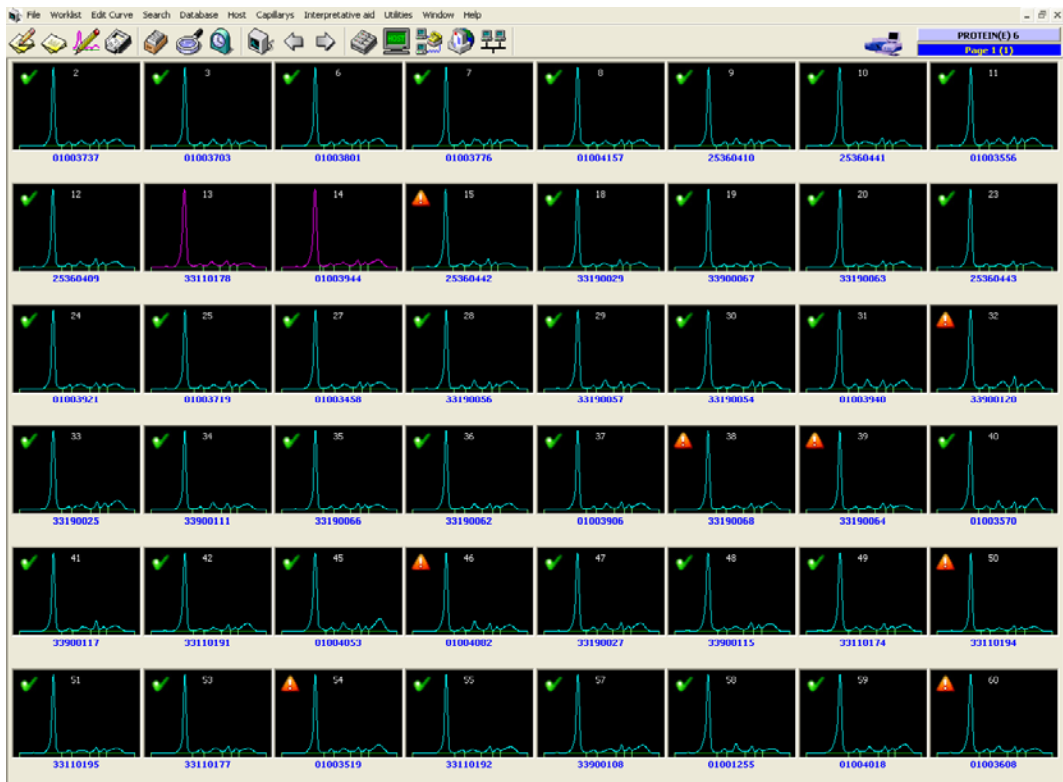 File Worklist Edit Curve Search Database Host Capillarys Interpretative aid Utilities Window Help
PROTEIN(E) 6
Page 1 (1)
2 3 6 7 8 9 10 11
01003737 01003703 01003801 01003776 01004157 25360410 25360441 01003556
12 13 14 15 18 19 20 23
25360409 33110178 01003944 25360442 33190029 33900067 33190063 25360443
24 25 27 28 29 30 31 32
01003921 01003719 01003458 33190056 33190057 33190054 01003940 33900120
33 34 35 36 37 38 39 40
33190025 33900111 33190066 33190062 01003906 33190068 33190064 01003570
41 42 45 46 47 48 49 50
33900117 33110191 01004053 01004082 33190027 33900115 33110174 33110194
51 53 54 55 57 58 59 60
33110195 33110177 01003519 33110192 33900108 01001255 01004018 01003608